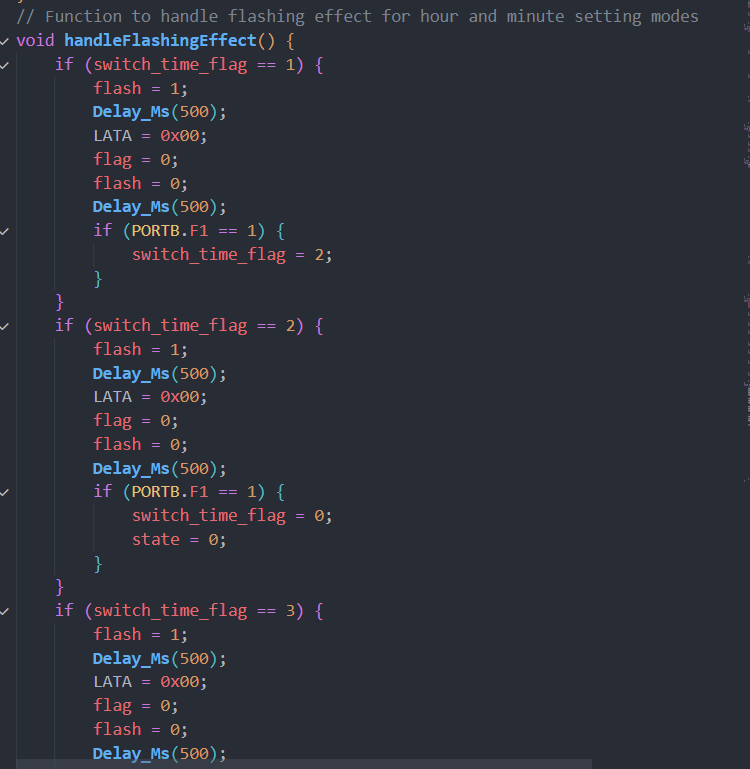 }
// Function to handle flashing effect for hour and minute setting modes
void handleFlashingEffect() {
    if (switch_time_flag == 1) {
        flash = 1;
        Delay_Ms(500);
        LATA = 0x00;
        flag = 0;
        flash = 0;
        Delay_Ms(500);
        if (PORTB.F1 == 1) {
            switch_time_flag = 2;
        }
    }
    if (switch_time_flag == 2) {
        flash = 1;
        Delay_Ms(500);
        LATA = 0x00;
        flag = 0;
        flash = 0;
        Delay_Ms(500);
        if (PORTB.F1 == 1) {
            switch_time_flag = 0;
            state = 0;
        }
    }
    if (switch_time_flag == 3) {
        flash = 1;
        Delay_Ms(500);
        LATA = 0x00;
        flag = 0;
        flash = 0;
        Delay_Ms(500);